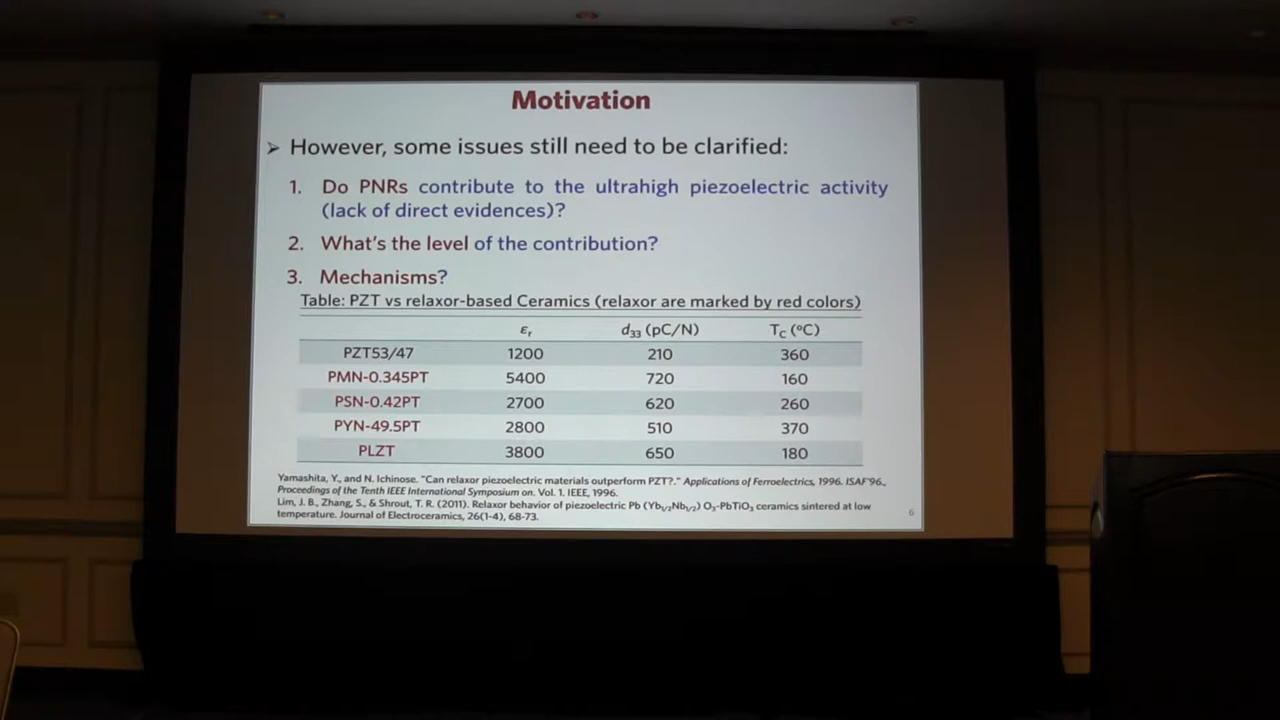 Motivation
➢ However, some issues still need to be clarified:
1. Do PNRs contribute to the ultrahigh piezoelectric activity
(lack of direct evidences)?
2. What's the level of the contribution?
3. Mechanisms?
Table: PZT vs relaxor-based Ceramics (relaxor are marked by red colors)
εr d33 (pC/N) TC (ºC)
PZT53/47 1200 210 360
PMN-0.345PT 5400 720 160
PSN-0.42PT 2700 620 260
PYN-49.5PT 2800 510 370
PLZT 3800 650 180
Yamashita, Y., and N. Ichinose. "Can relaxor piezoelectric materials outperform PZT?." Applications of Ferroelectrics, 1996. ISAF'96.,
Proceedings of the Tenth IEEE International Symposium on. Vol. 1. IEEE, 1996.
Lim, J. B., Zhang, S., & Shrout, T. R. (2011). Relaxor behavior of piezoelectric Pb (Yb1/2Nb1/2) O3-PbTiO3 ceramics sintered at low
temperature. Journal of Electroceramics, 26(1-4), 68-73.
6